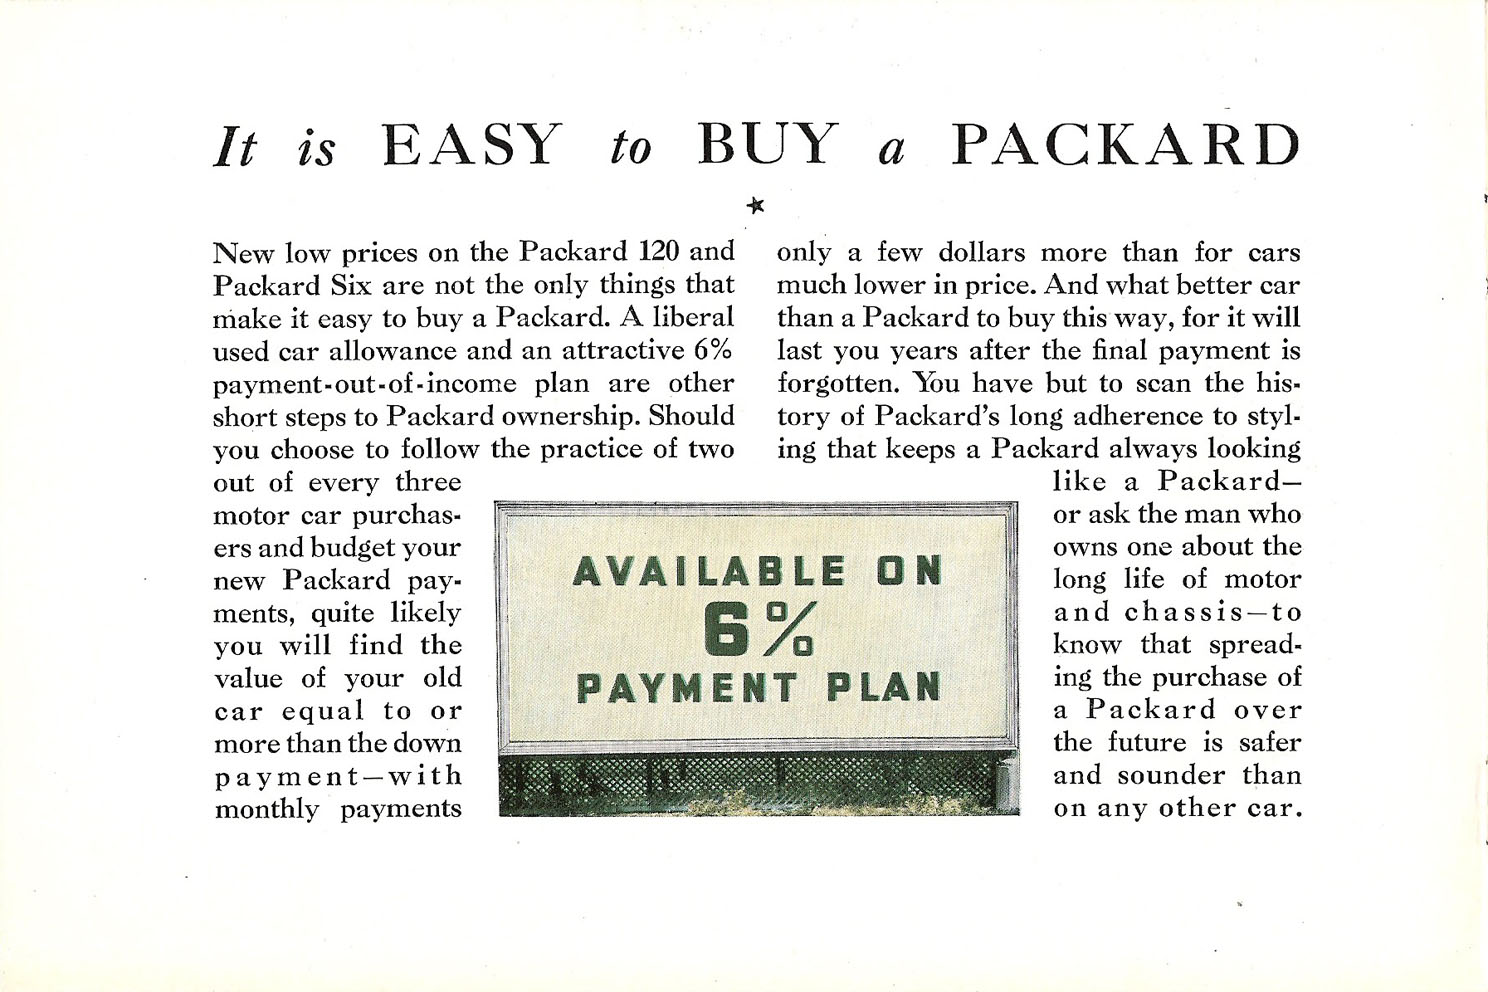 It is EASY to BUY a PACKARD
New low prices on the Packard 120 and
Packard Six are not the only things that
make it easy to buy a Packard. A liberal
used car allowance and an attractive 6%
payment-out-of-income plan are other
short steps to Packard ownership. Should
you choose to follow the practice of two
out of every three
motor car purchas-
ers and budget your
new Packard pay-
ments, quite likely
you will find the
value of your old
car equal to or
more than the down
payment—with
monthly payments
only a few dollars more than for cars
much lower in price. And what better car
than a Packard to buy this way, for it will
last you years after the final payment is
forgotten. You have but to scan the his-
tory of Packard's long adherence to styl-
ing that keeps a Packard always looking
like a Packard—
or ask the man who
owns one about the
long life of motor
and chassis—to
know that spread-
ing the purchase of
a Packard over
the future is safer
and sounder than
on any other car.
AVAILABLE ON
6%
PAYMENT PLAN